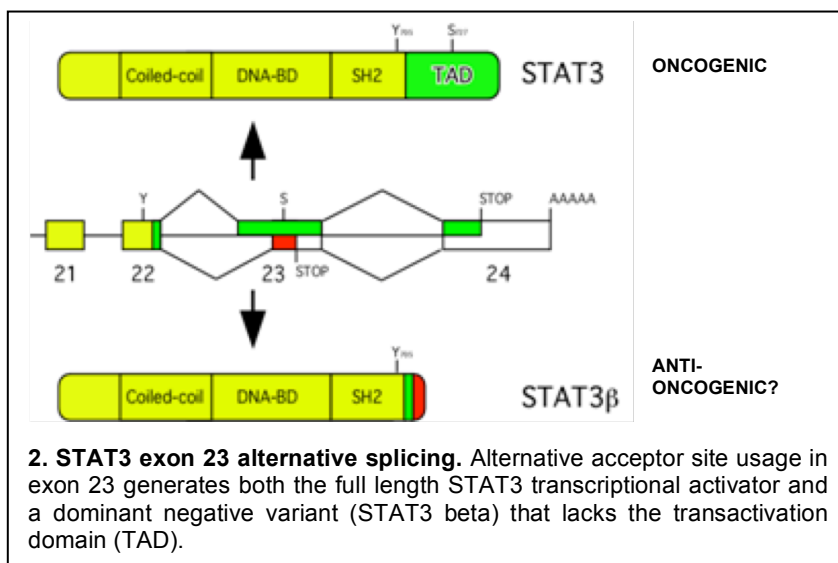 Y705 S727
Coiled-coil DNA-BD SH2 TAD STAT3 ONCOGENIC
Y S STOP AAAAA
21 22 23 STOP 24
Y705
Coiled-coil DNA-BD SH2 STAT3β ANTI-
ONCOGENIC?
2. STAT3 exon 23 alternative splicing. Alternative acceptor site usage in
exon 23 generates both the full length STAT3 transcriptional activator and
a dominant negative variant (STAT3 beta) that lacks the transactivation
domain (TAD).